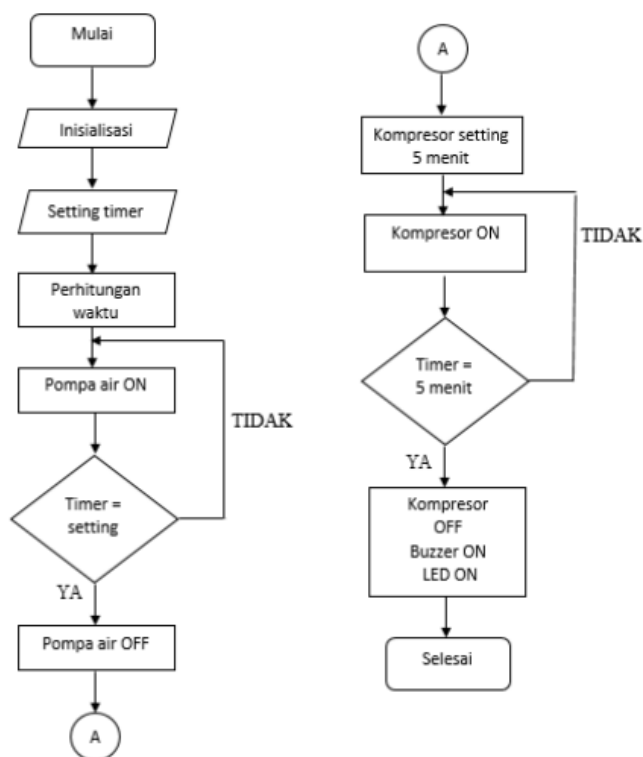 Mulai
Inisialisasi
Setting timer
Perhitungan
waktu
Pompa air ON
TIDAK
Timer =
setting
YA
Pompa air OFF
A
A
Kompresor setting
5 menit
Kompresor ON
TIDAK
Timer =
5 menit
YA
Kompresor
OFF
Buzzer ON
LED ON
Selesai